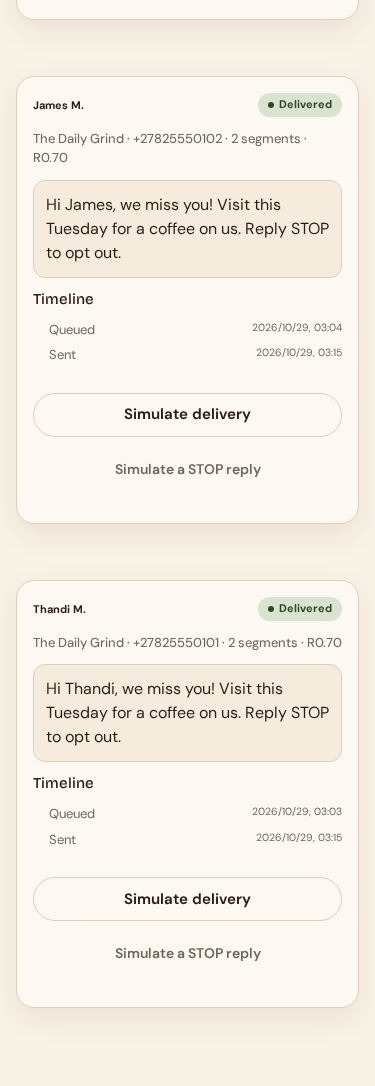 James M.
Delivered
The Daily Grind · +27825550102 · 2 segments ·
R0.70
Hi James, we miss you! Visit this
Tuesday for a coffee on us. Reply STOP
to opt out.
Timeline
Queued 2026/10/29, 03:04
Sent 2026/10/29, 03:15
Simulate delivery
Simulate a STOP reply
Thandi M.
Delivered
The Daily Grind · +27825550101 · 2 segments · R0.70
Hi Thandi, we miss you! Visit this
Tuesday for a coffee on us. Reply STOP
to opt out.
Timeline
Queued 2026/10/29, 03:03
Sent 2026/10/29, 03:15
Simulate delivery
Simulate a STOP reply